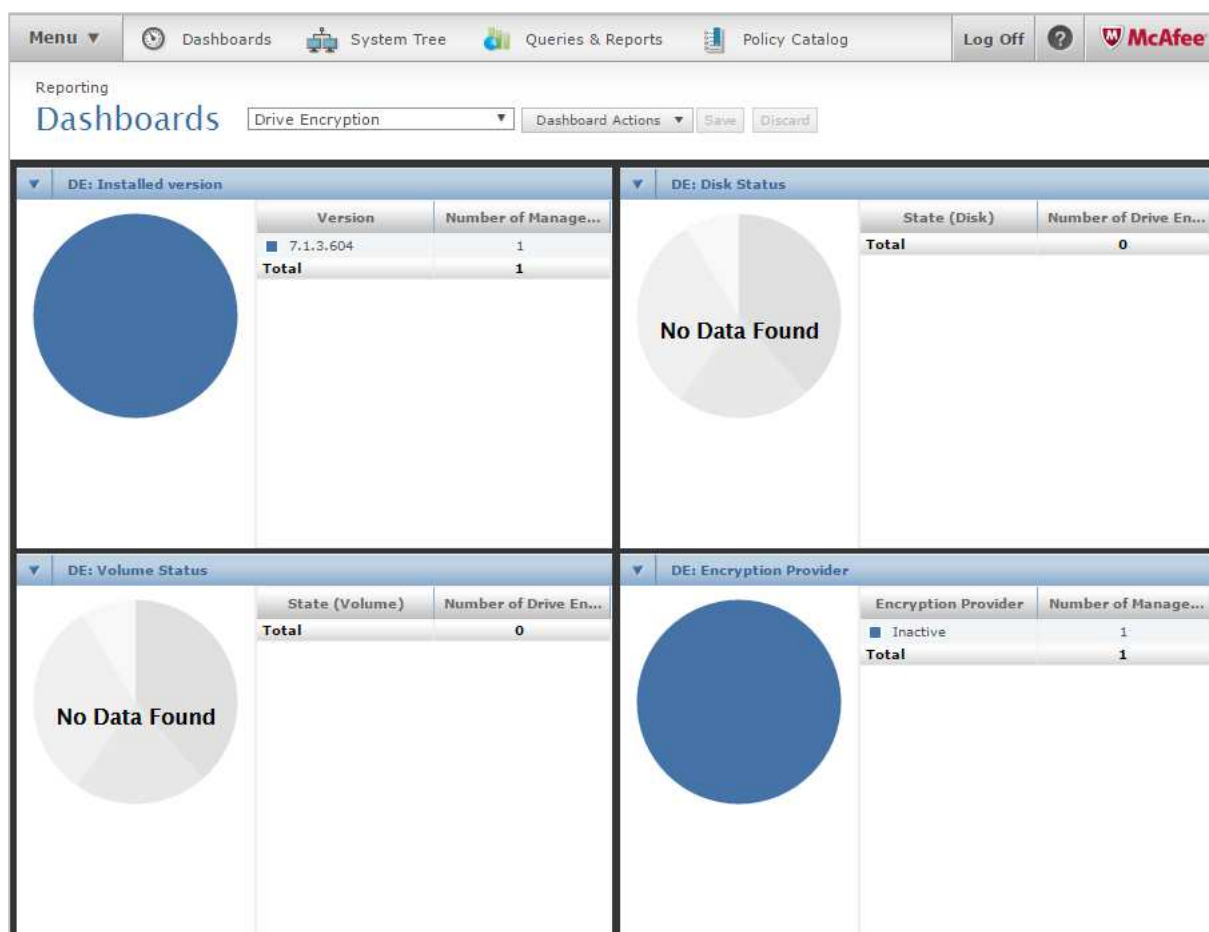 Menu ▼ Dashboards System Tree Queries & Reports Policy Catalog Log Off ? McAfee
Reporting
Dashboards Drive Encryption ▼ Dashboard Actions ▼ Save Discard
DE: Installed version
Version Number of Manage...
7.1.3.604 1
Total 1
DE: Disk Status
State (Disk) Number of Drive En...
Total 0
No Data Found
DE: Volume Status
State (Volume) Number of Drive En...
Total 0
No Data Found
DE: Encryption Provider
Encryption Provider Number of Manage...
Inactive 1
Total 1